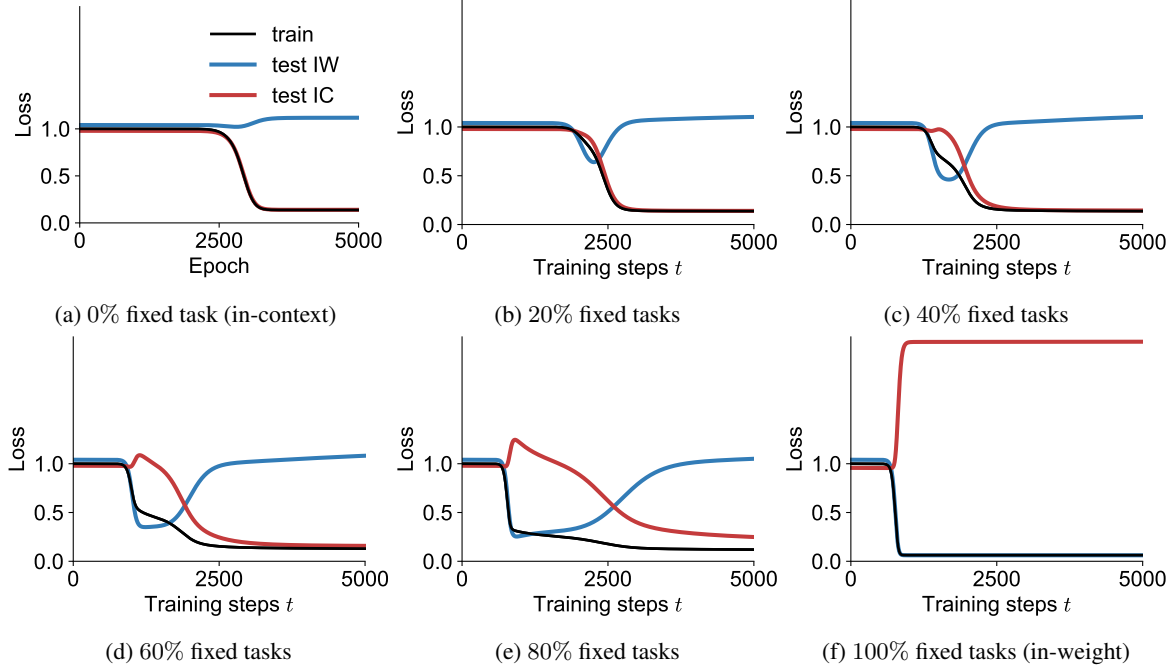 train
test IW
test IC
Loss
1.0
0.5
0.0
0
2500
5000
Epoch
(a) 0% fixed task (in-context)
Loss
1.0
0.5
0.0
0
2500
5000
Training steps t
(b) 20% fixed tasks
Loss
1.0
0.5
0.0
0
2500
5000
Training steps t
(c) 40% fixed tasks
Loss
1.0
0.5
0.0
0
2500
5000
Training steps t
(d) 60% fixed tasks
Loss
1.0
0.5
0.0
0
2500
5000
Training steps t
(e) 80% fixed tasks
Loss
1.0
0.5
0.0
0
2500
5000
Training steps t
(f) 100% fixed tasks (in-weight)